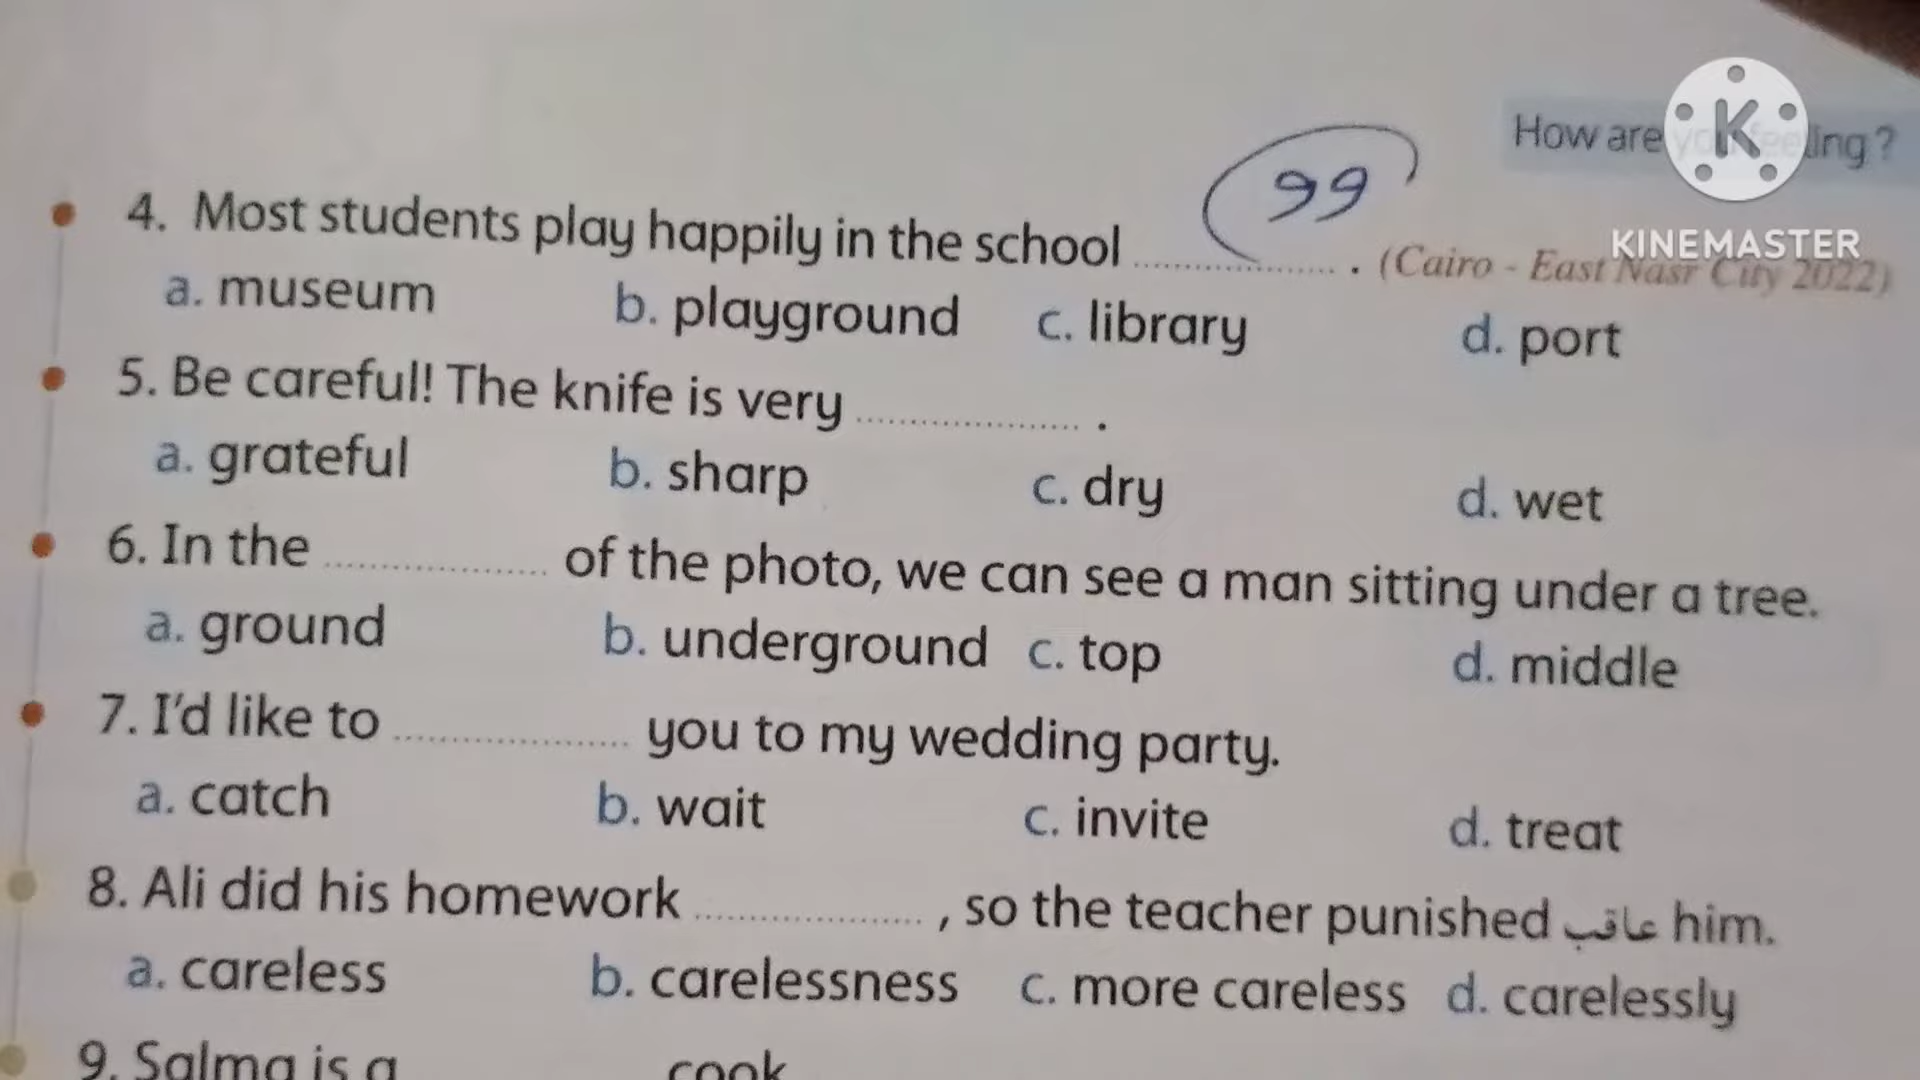 How are you feeling?
KINEMASTER
99
4. Most students play happily in the school .................... . (Cairo - East Nasr City 2022)
a. museum b. playground c. library d. port
5. Be careful! The knife is very .................... .
a. grateful b. sharp c. dry d. wet
6. In the .................... of the photo, we can see a man sitting under a tree.
a. ground b. underground c. top d. middle
7. I'd like to .................... you to my wedding party.
a. catch b. wait c. invite d. treat
8. Ali did his homework .................... , so the teacher punished عاقب him.
a. careless b. carelessness c. more careless d. carelessly
9. Salma is a cook